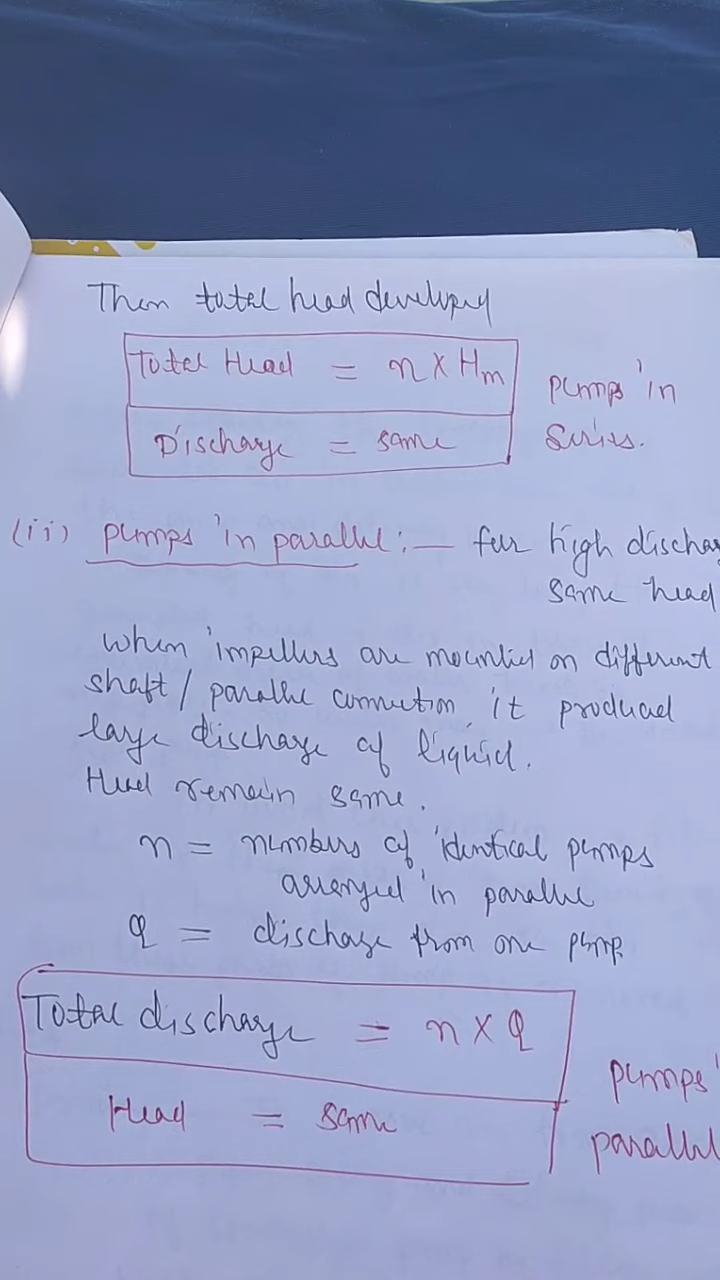 Then total head developed
Total Head = n × Hm
Discharge = same
pumps in
Series.
(ii) pumps in parallel :— for high dischar
same head
when impellers are mounted on different
shaft / parallel connection, it produced
large discharge of liquid.
Head remain same.
n = numbers of identical pumps
arranged in parallel
Q = discharge from one pump.
Total discharge = n × Q
Head = same
pumps
parallel